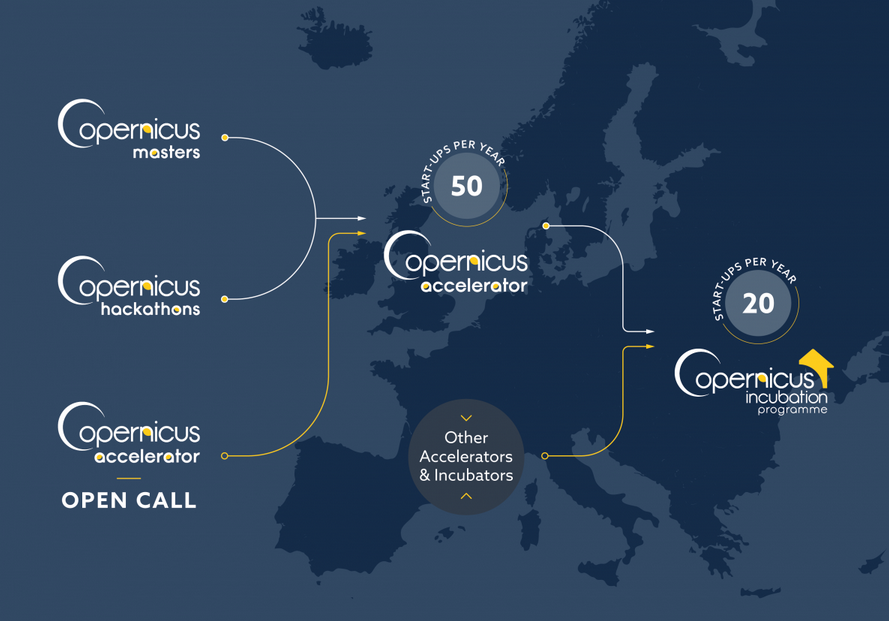 Copernicus
masters
Copernicus
hackathons
Copernicus
accelerator
OPEN CALL
START-UPS PER YEAR
50
Copernicus
accelerator
Other
Accelerators
& Incubators
START-UPS PER YEAR
20
Copernicus
incubation
programme